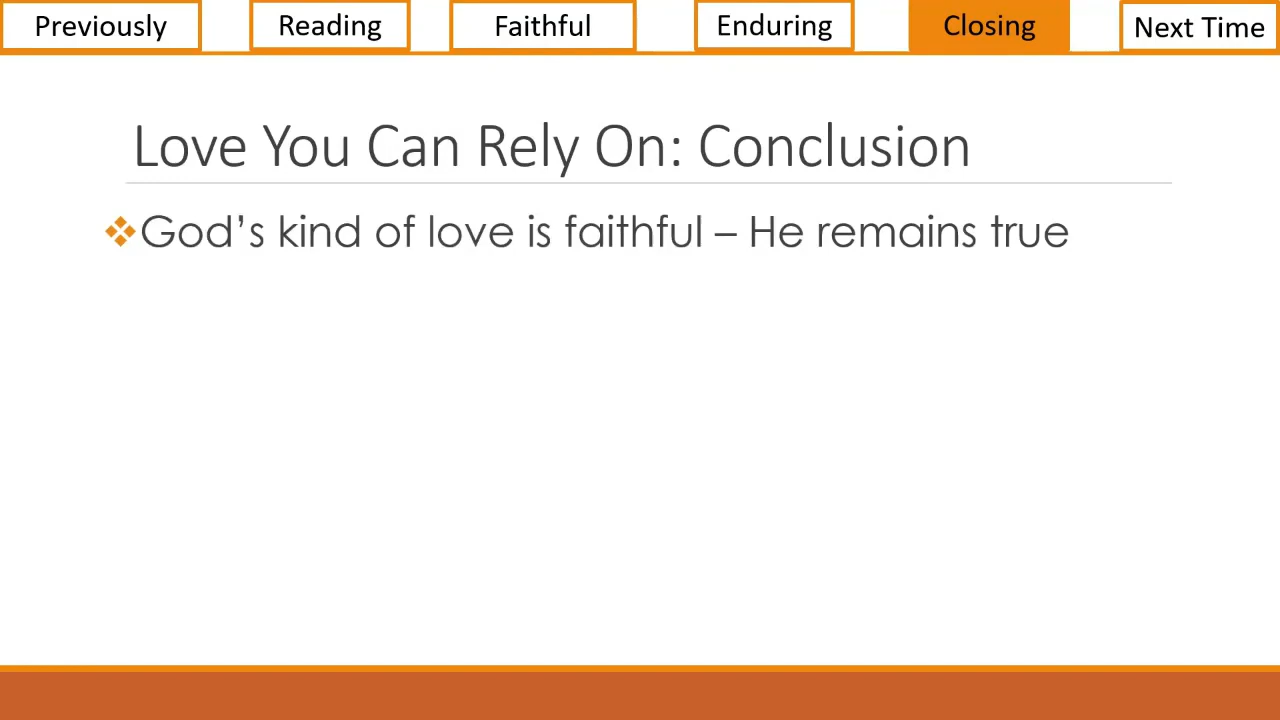 Previously
Reading
Faithful
Enduring
Closing
Next Time
Love You Can Rely On: Conclusion
God’s kind of love is faithful – He remains true